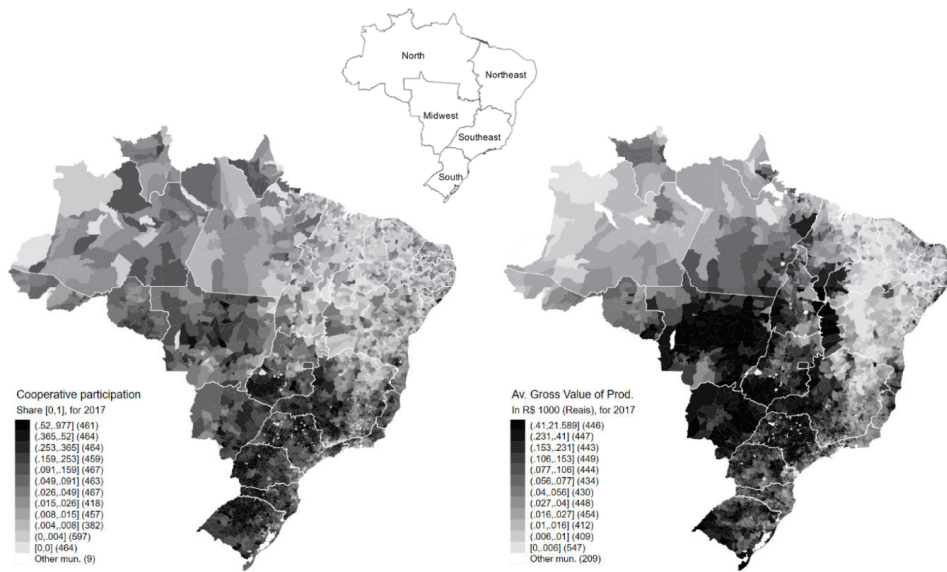 North
Northeast
Midwest
Southeast
South
Cooperative participation
Share [0,1], for 2017
(.52,.977] (461)
(.365,.52] (464)
(.253,.365] (464)
(.159,.253] (459)
(.091,.159] (467)
(.049,.091] (463)
(.026,.049] (467)
(.015,.026] (418)
(.008,.015] (457)
(.004,.008] (382)
(0,.004] (597)
[0,0] (464)
Other mun. (9)
Av. Gross Value of Prod.
In R$ 1000 (Reais), for 2017
(.41,21.589] (446)
(.231,.41] (447)
(.153,.231] (443)
(.106,.153] (449)
(.077,.106] (444)
(.056,.077] (434)
(.04,.056] (430)
(.027,.04] (448)
(.016,.027] (454)
(.01,.016] (412)
(.006,.01] (409)
[0,.006] (547)
Other mun. (209)